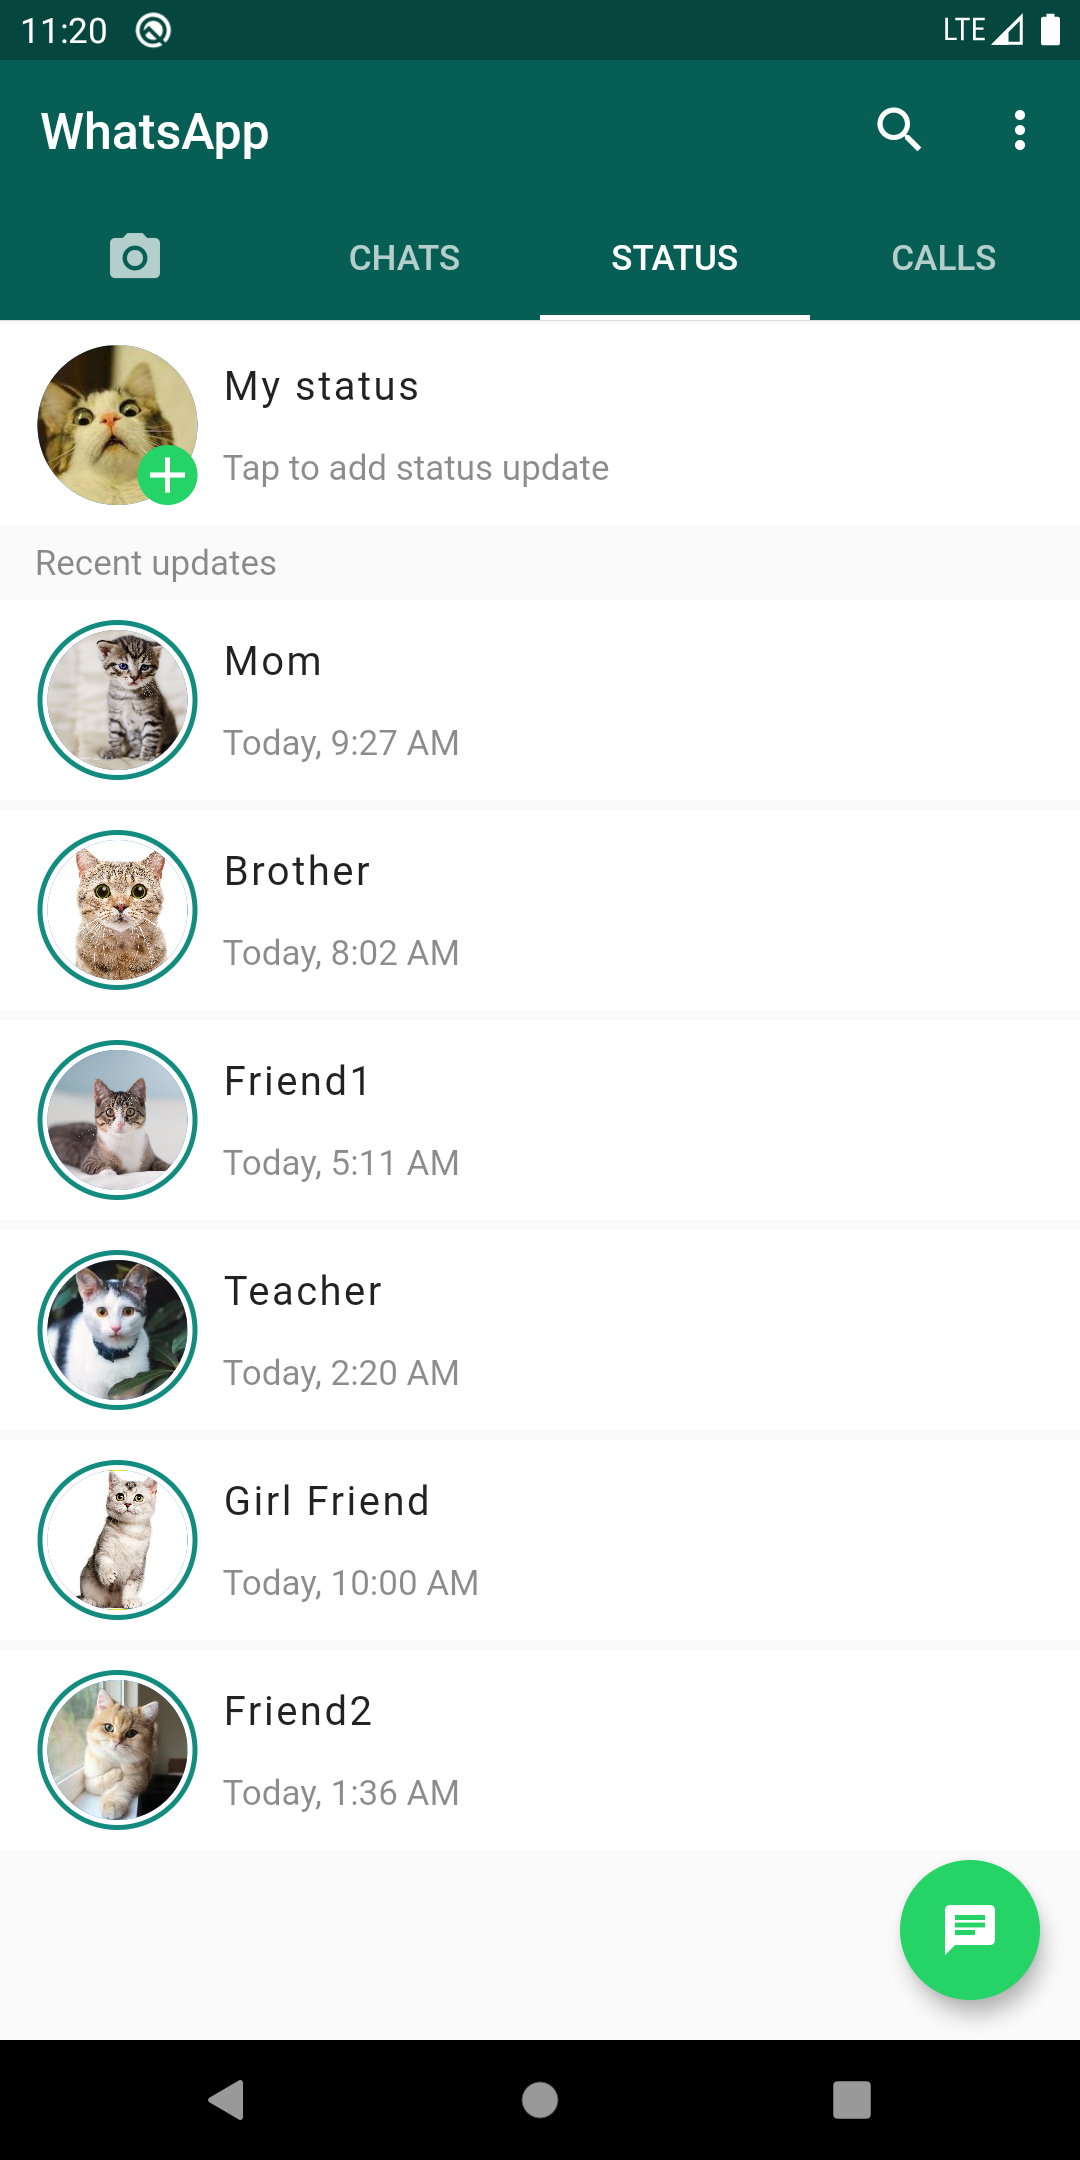 11:20
LTE
WhatsApp
CHATS
STATUS
CALLS
My status
Tap to add status update
Recent updates
Mom
Today, 9:27 AM
Brother
Today, 8:02 AM
Friend1
Today, 5:11 AM
Teacher
Today, 2:20 AM
Girl Friend
Today, 10:00 AM
Friend2
Today, 1:36 AM